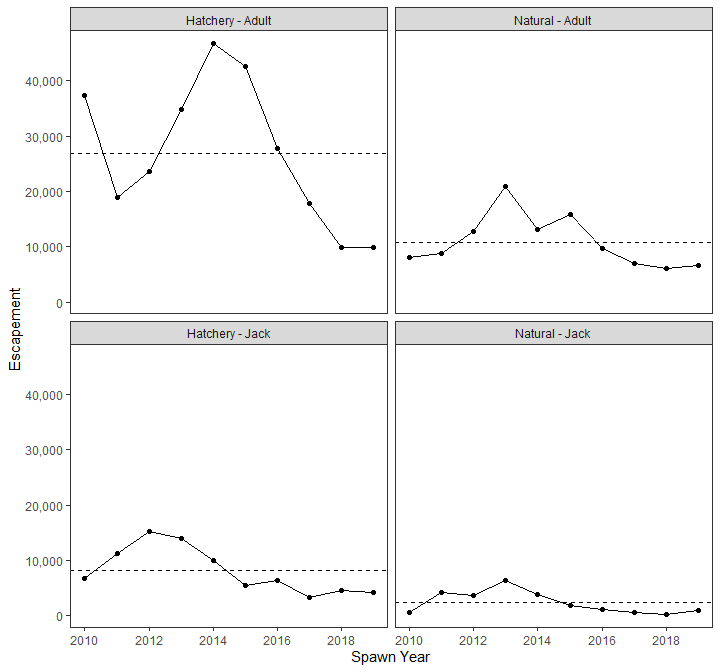 Hatchery - Adult
Natural - Adult
40,000
30,000
20,000
10,000
0
Escapement
Hatchery - Jack
Natural - Jack
40,000
30,000
20,000
10,000
0
2010 2012 2014 2016 2018
2010 2012 2014 2016 2018
Spawn Year